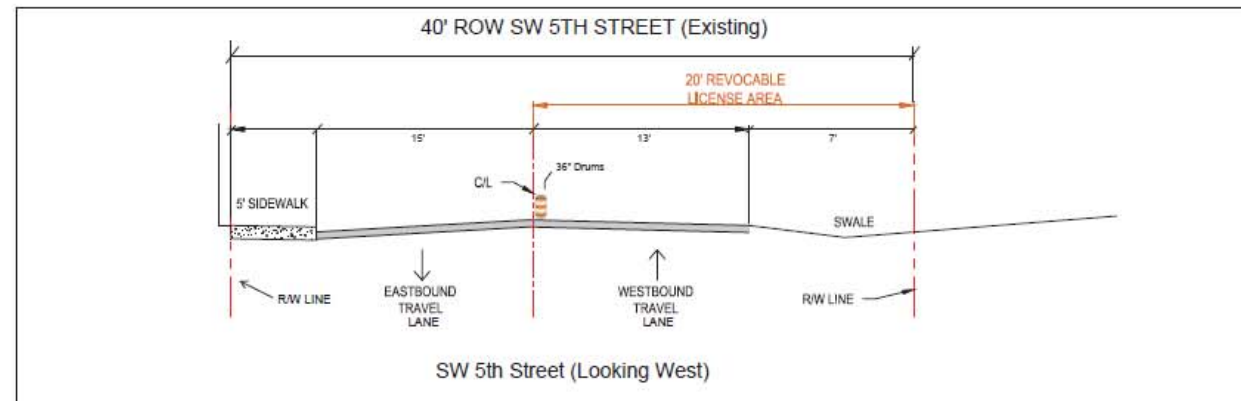 40' ROW SW 5TH STREET (Existing)
20' REVOCABLE
LICENSE AREA
15'
13'
7'
36" Drums
C/L
5' SIDEWALK
SWALE
R/W LINE
EASTBOUND
TRAVEL
LANE
WESTBOUND
TRAVEL
LANE
R/W LINE
SW 5th Street (Looking West)